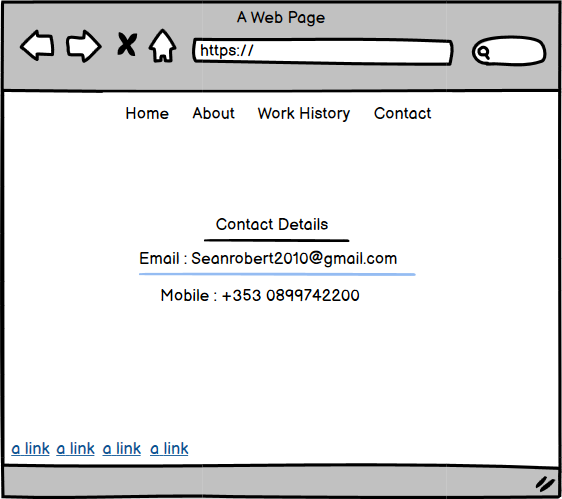 A Web Page
https://
Home About Work History Contact
Contact Details
Email : Seanrobert2010@gmail.com
Mobile : +353 0899742200
a link a link a link a link